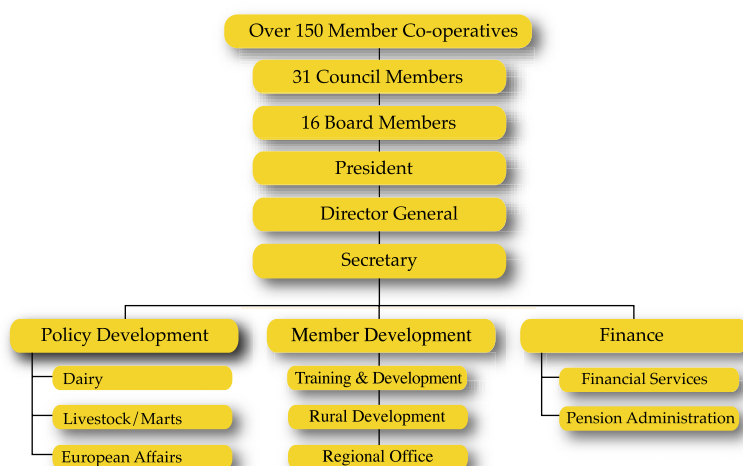 Over 150 Member Co-operatives
31 Council Members
16 Board Members
President
Director General
Secretary
Policy Development
Dairy
Livestock/Marts
European Affairs
Member Development
Training & Development
Rural Development
Regional Office
Finance
Financial Services
Pension Administration